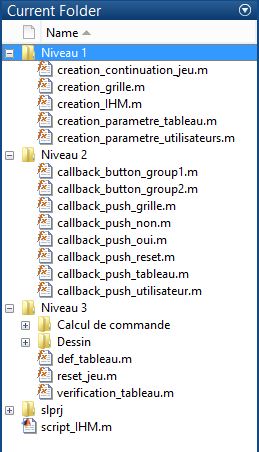 Current Folder
Name
Niveau 1
creation_continuation_jeu.m
creation_grille.m
creation_IHM.m
creation_parametre_tableau.m
creation_parametre_utilisateurs.m
Niveau 2
callback_button_group1.m
callback_button_group2.m
callback_push_grille.m
callback_push_non.m
callback_push_oui.m
callback_push_reset.m
callback_push_tableau.m
callback_push_utilisateur.m
Niveau 3
Calcul de commande
Dessin
def_tableau.m
reset_jeu.m
verification_tableau.m
slprj
script_IHM.m